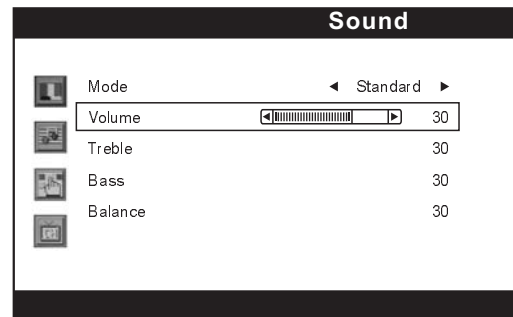 Sound
Mode ◄ Standard ►
Volume ◄ ► 30
Treble 30
Bass 30
Balance 30